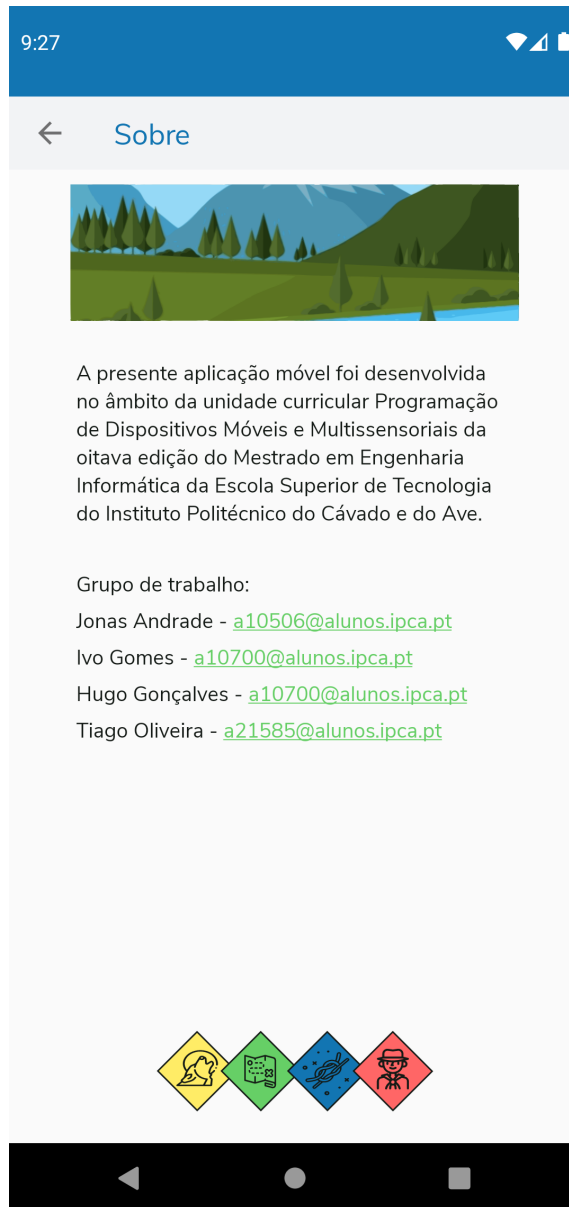 9:27
Sobre
A presente aplicação móvel foi desenvolvida
no âmbito da unidade curricular Programação
de Dispositivos Móveis e Multissensoriais da
oitava edição do Mestrado em Engenharia
Informática da Escola Superior de Tecnologia
do Instituto Politécnico do Cávado e do Ave.
Grupo de trabalho:
Jonas Andrade - a10506@alunos.ipca.pt
Ivo Gomes - a10700@alunos.ipca.pt
Hugo Gonçalves - a10700@alunos.ipca.pt
Tiago Oliveira - a21585@alunos.ipca.pt